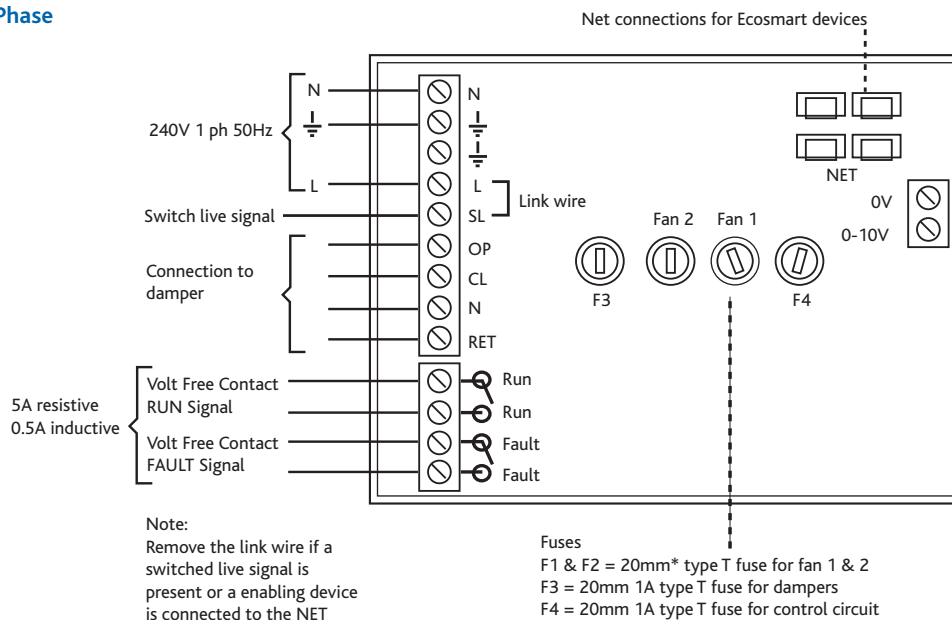 Phase
Net connections for Ecosmart devices
N
240V 1 ph 50Hz
L
Switch live signal
Connection to
damper
5A resistive
0.5A inductive
Volt Free Contact
RUN Signal
Volt Free Contact
FAULT Signal
N
L
SL
Link wire
OP
CL
N
RET
Run
Run
Fault
Fault
NET
0V
0-10V
Fan 2 Fan 1
F3 F4
Note:
Remove the link wire if a
switched live signal is
present or a enabling device
is connected to the NET
Fuses
F1 & F2 = 20mm* type T fuse for fan 1 & 2
F3 = 20mm 1A type T fuse for dampers
F4 = 20mm 1A type T fuse for control circuit